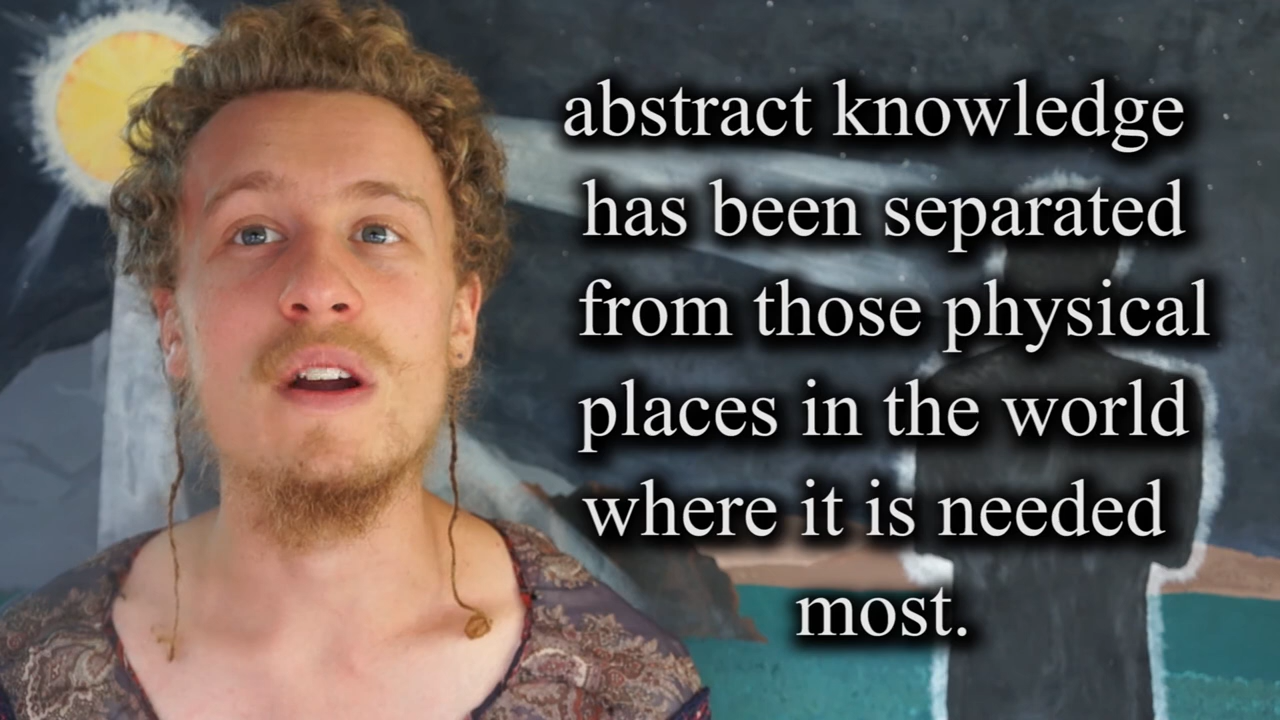 abstract knowledge
has been separated
from those physical
places in the world
where it is needed
most.